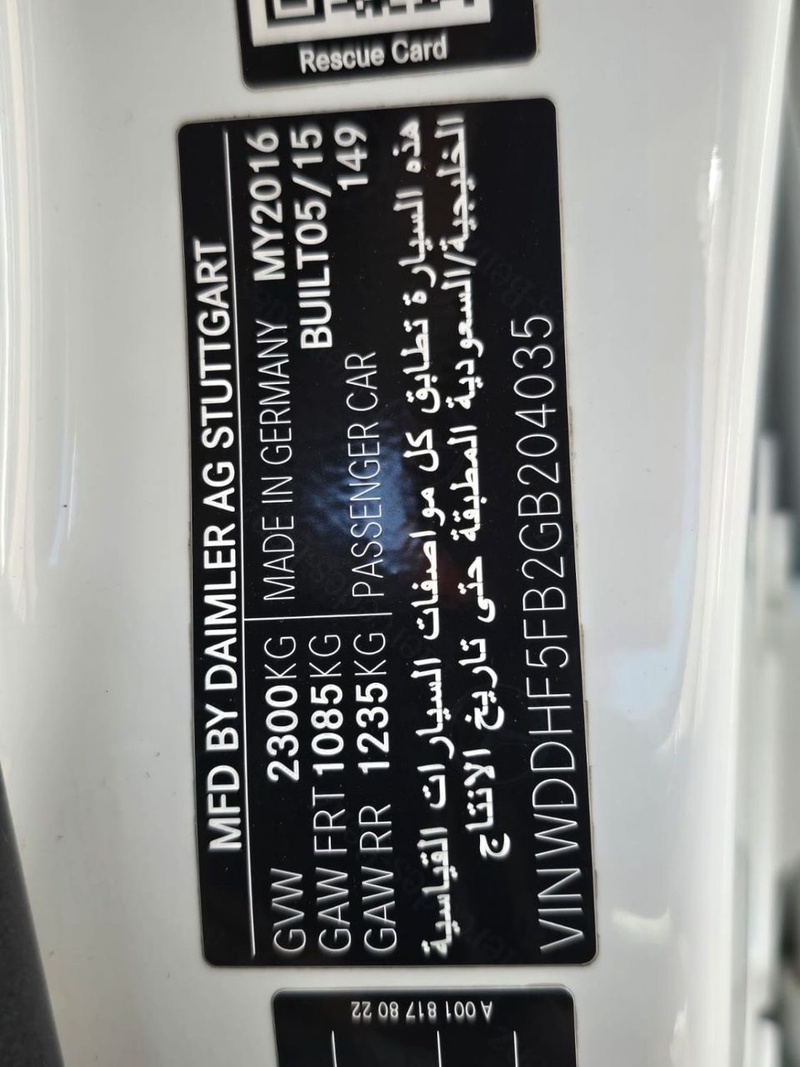 Rescue Card
MFD BY DAIMLER AG STUTTGART
GVW 2300KG MADE IN GERMANY MY2016
GAW FRT 1085KG BUILT05/15
GAW RR 1235KG PASSENGER CAR 149
هذه السيارة تطابق كل مواصفات السيارات القياسية
الخليجية/السعودية المطبقة حتى تاريخ الانتاج
VINWDDHF5FB2GB204035
A 001 817 80 22